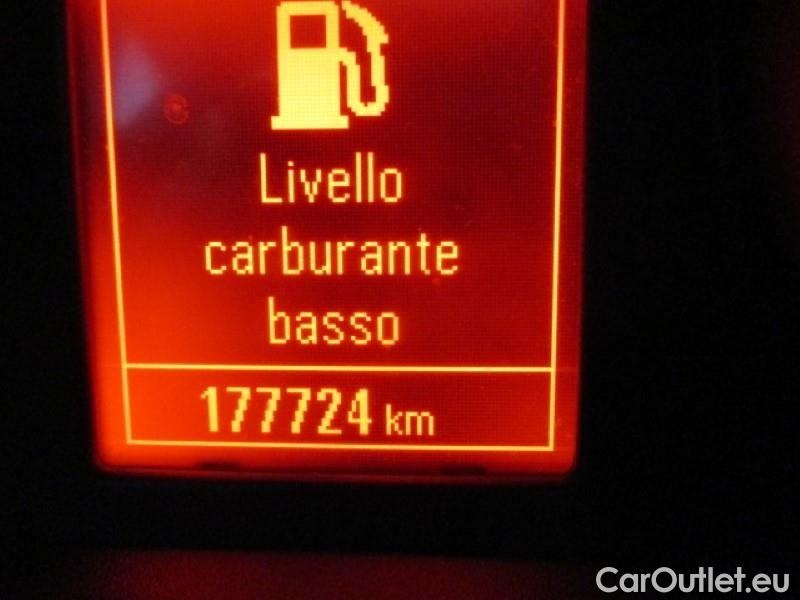 Livello
carburante
basso
177724 km
CarOutlet.eu